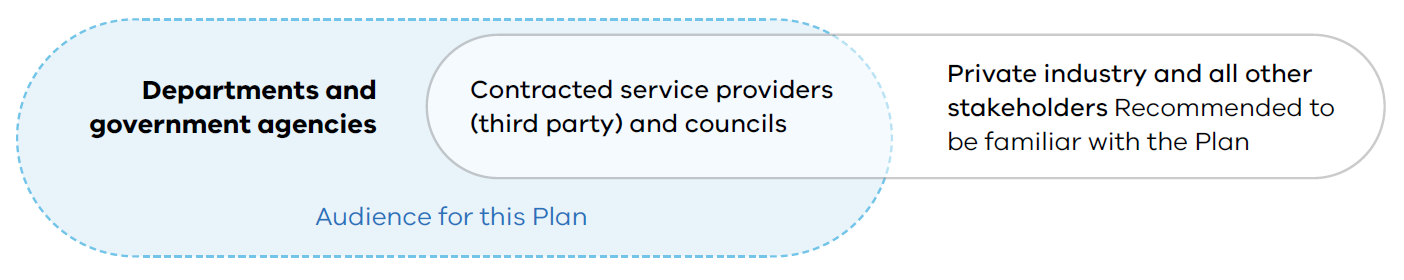 Departments and
government agencies
Contracted service providers
(third party) and councils
Private industry and all other
stakeholders Recommended to
be familiar with the Plan
Audience for this Plan